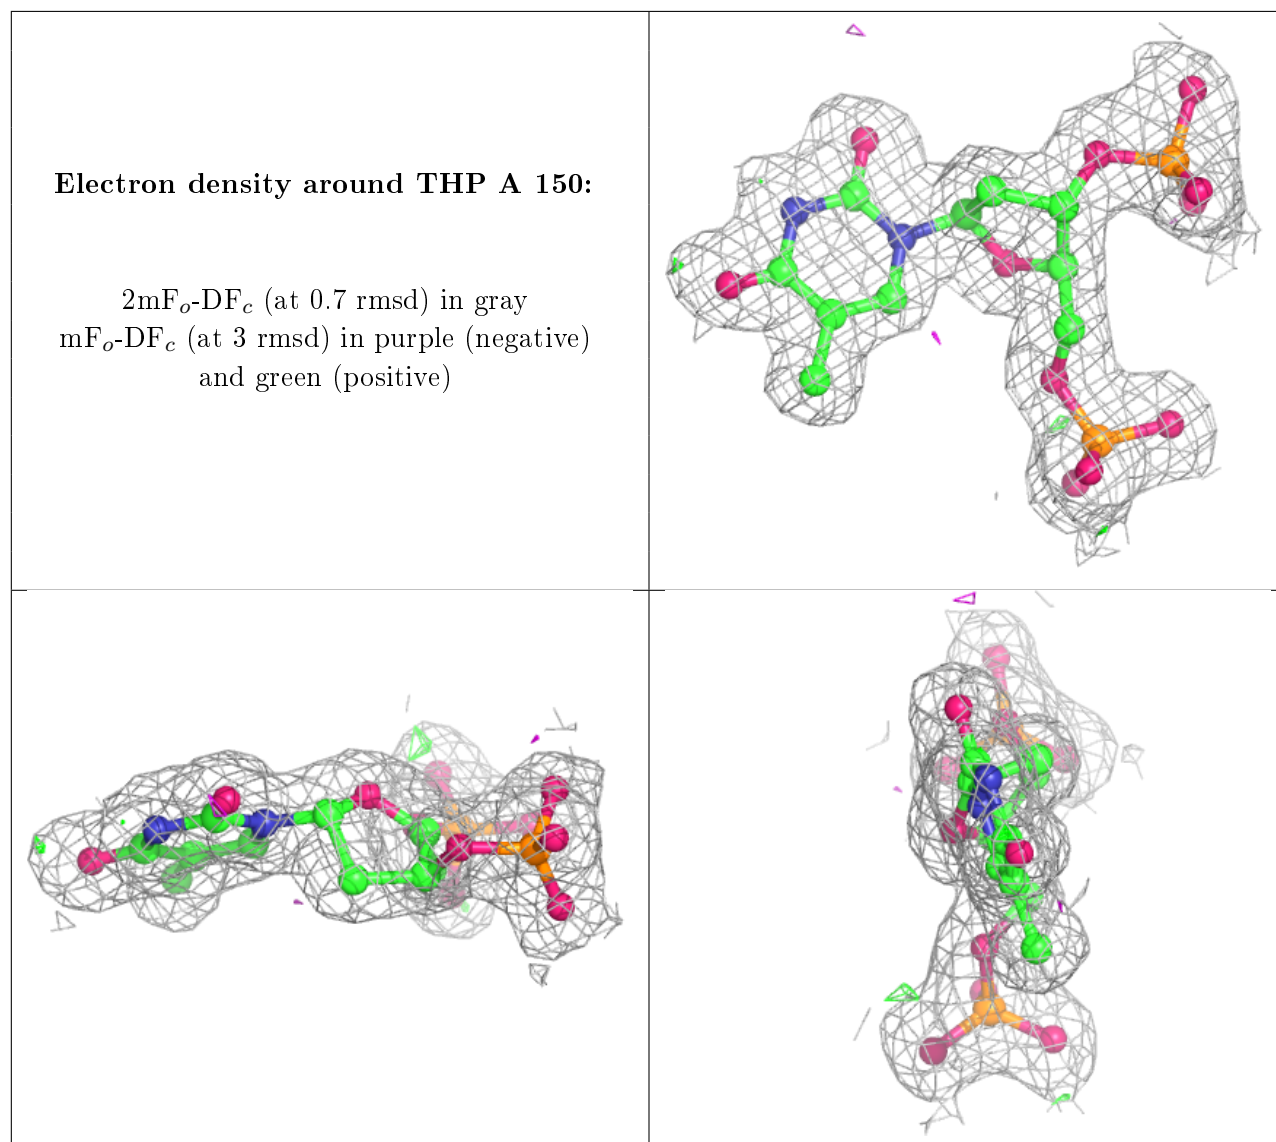 Electron density around THP A 150:
2mFₒ-DF𝒸 (at 0.7 rmsd) in gray
mFₒ-DF𝒸 (at 3 rmsd) in purple (negative)
and green (positive)